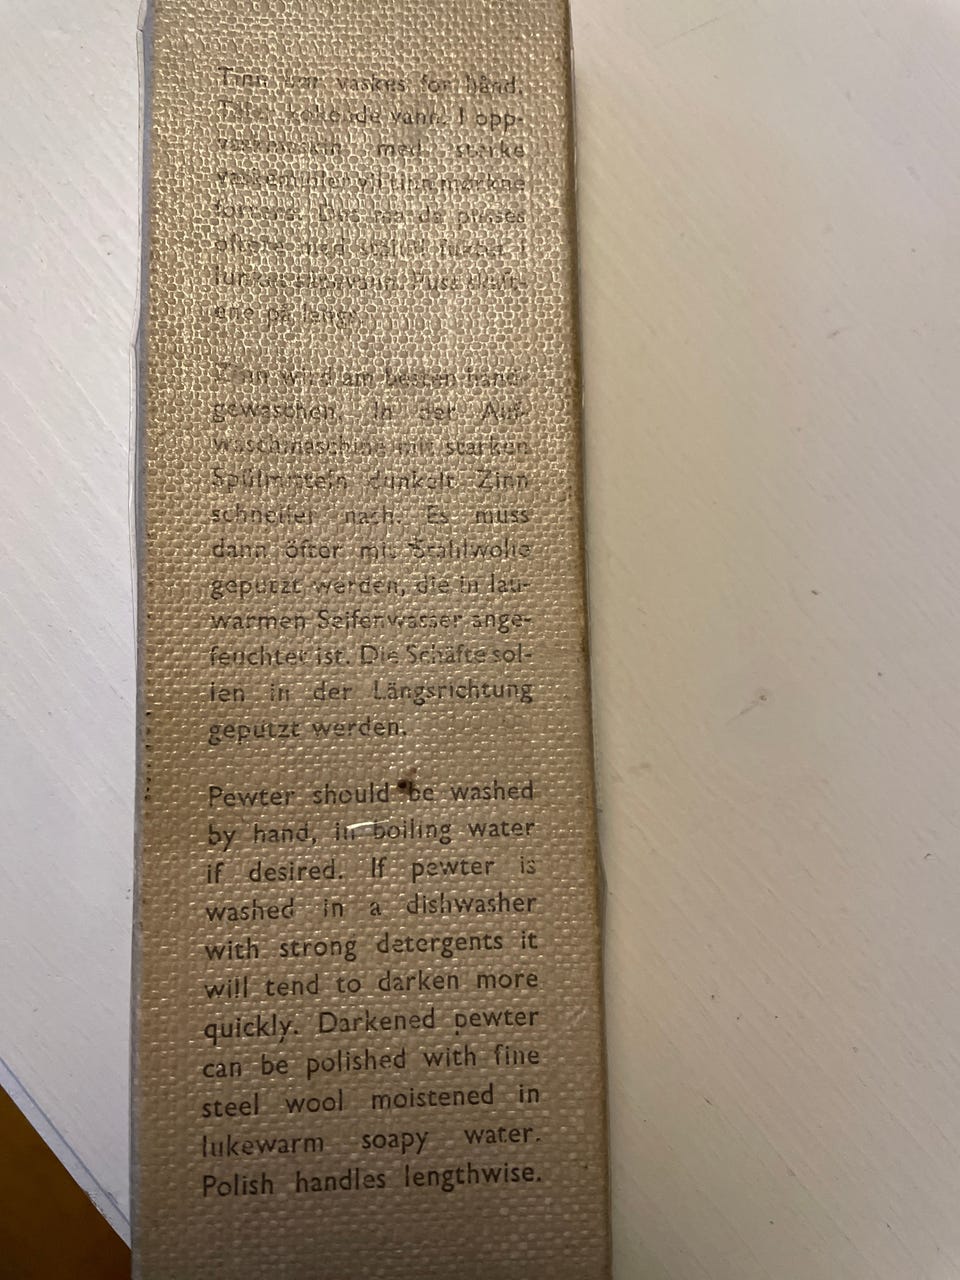 Tinn bør vaskes for hånd.
Tåler kokende vann. I opp-
vaskmaskin med sterke
vaskemidler vil tinn mørkne
fortere. Det må da pusses
oftere med stålull fuktet i
lunket såpevann. Puss skaft-
ene på langs.
Zinn wird am besten hand-
gewaschen. In der Auf-
waschmaschine mit starken
Spülmitteln dunkelt Zinn
schneller nach. Es muss
dann öfter mit Stahlwolle
geputzt werden, die in lau-
warmen Seifenwasser ange-
feuchtet ist. Die Schäfte sol-
len in der Längsrichtung
geputzt werden.
Pewter should be washed
by hand, in boiling water
if desired. If pewter is
washed in a dishwasher
with strong detergents it
will tend to darken more
quickly. Darkened pewter
can be polished with fine
steel wool moistened in
lukewarm soapy water.
Polish handles lengthwise.